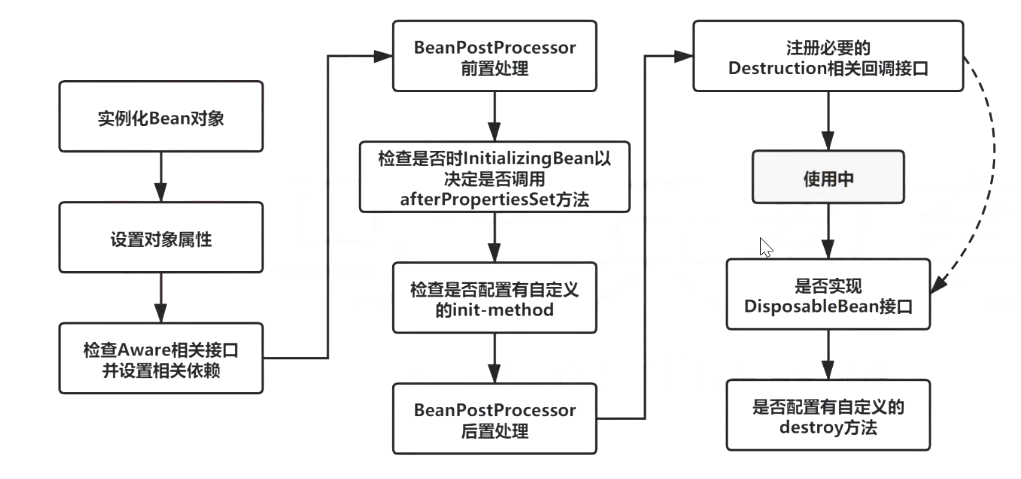 实例化Bean对象
设置对象属性
检查Aware相关接口
并设置相关依赖
BeanPostProcessor
前置处理
检查是否时InitializingBean以
决定是否调用
afterPropertiesSet方法
检查是否配置有自定义
的init-method
BeanPostProcessor
后置处理
注册必要的
Destruction相关回调接口
使用中
是否实现
DisposableBean接口
是否配置有自定义的
destroy方法